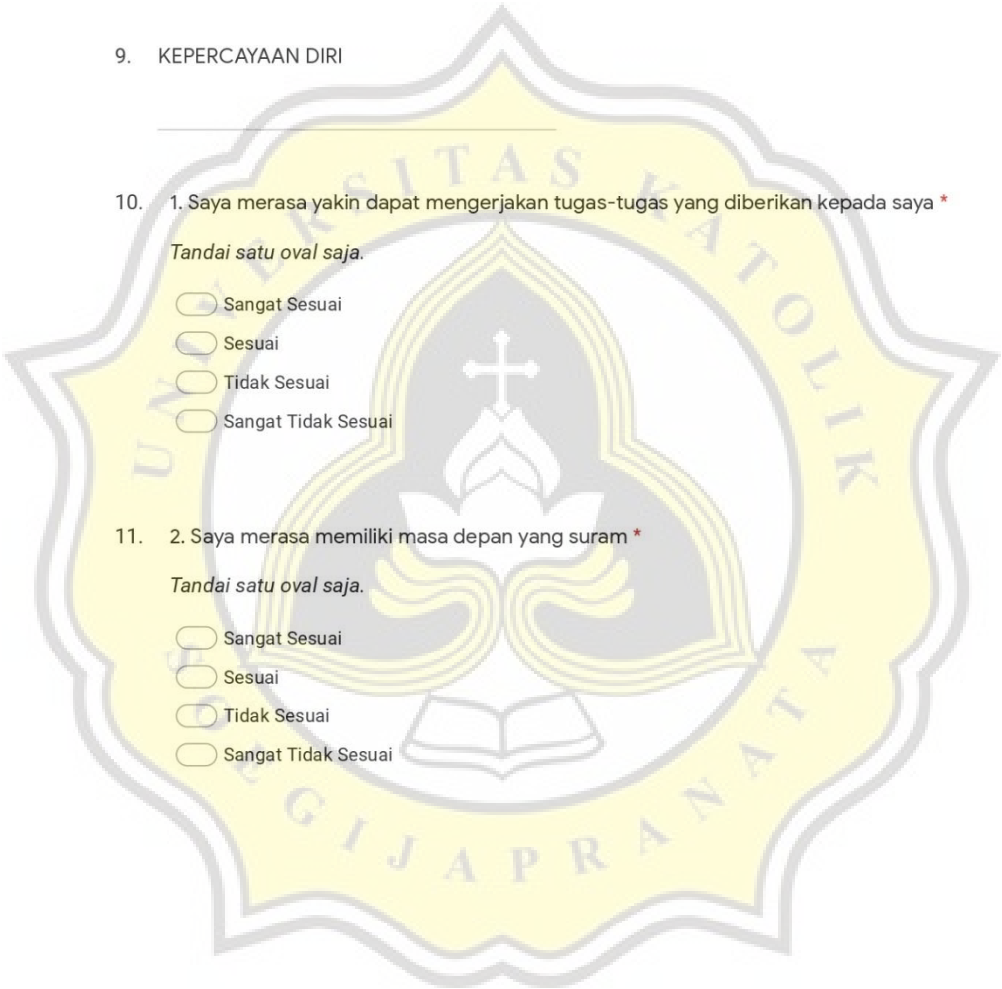 9. KEPERCAYAAN DIRI
10. 1. Saya merasa yakin dapat mengerjakan tugas-tugas yang diberikan kepada saya *
Tandai satu oval saja.
Sangat Sesuai
Sesuai
Tidak Sesuai
Sangat Tidak Sesuai
11. 2. Saya merasa memiliki masa depan yang suram *
Tandai satu oval saja.
Sangat Sesuai
Sesuai
Tidak Sesuai
Sangat Tidak Sesuai
UNIVERSITAS KATOLIK
SOEGIJAPRANATA